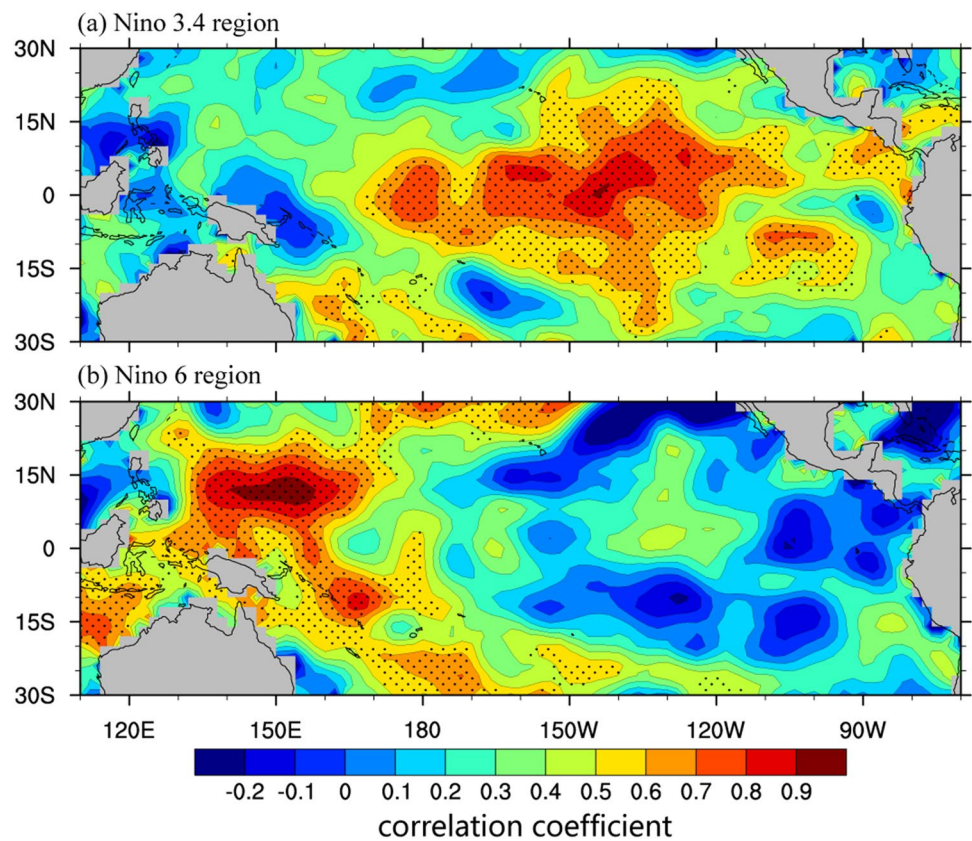 (a) Nino 3.4 region
30N
15N
0
15S
30S
(b) Nino 6 region
30N
15N
0
15S
30S
120E 150E 180 150W 120W 90W
-0.2 -0.1 0 0.1 0.2 0.3 0.4 0.5 0.6 0.7 0.8 0.9
correlation coefficient